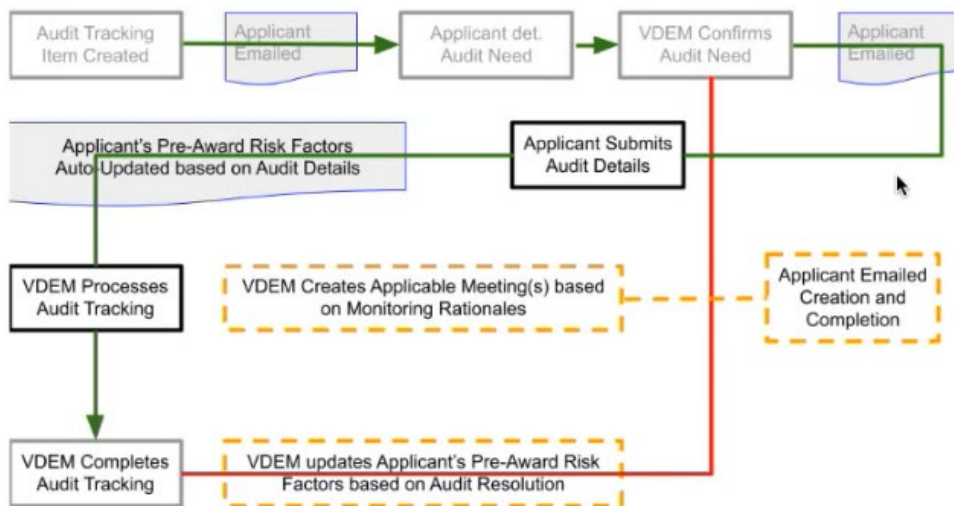 Audit Tracking
Item Created
Applicant
Emailed
Applicant det.
Audit Need
VDEM Confirms
Audit Need
Applicant
Emailed
Applicant's Pre-Award Risk Factors
Auto-Updated based on Audit Details
Applicant Submits
Audit Details
VDEM Processes
Audit Tracking
VDEM Creates Applicable Meeting(s) based
on Monitoring Rationales
Applicant Emailed
Creation and
Completion
VDEM Completes
Audit Tracking
VDEM updates Applicant's Pre-Award Risk
Factors based on Audit Resolution